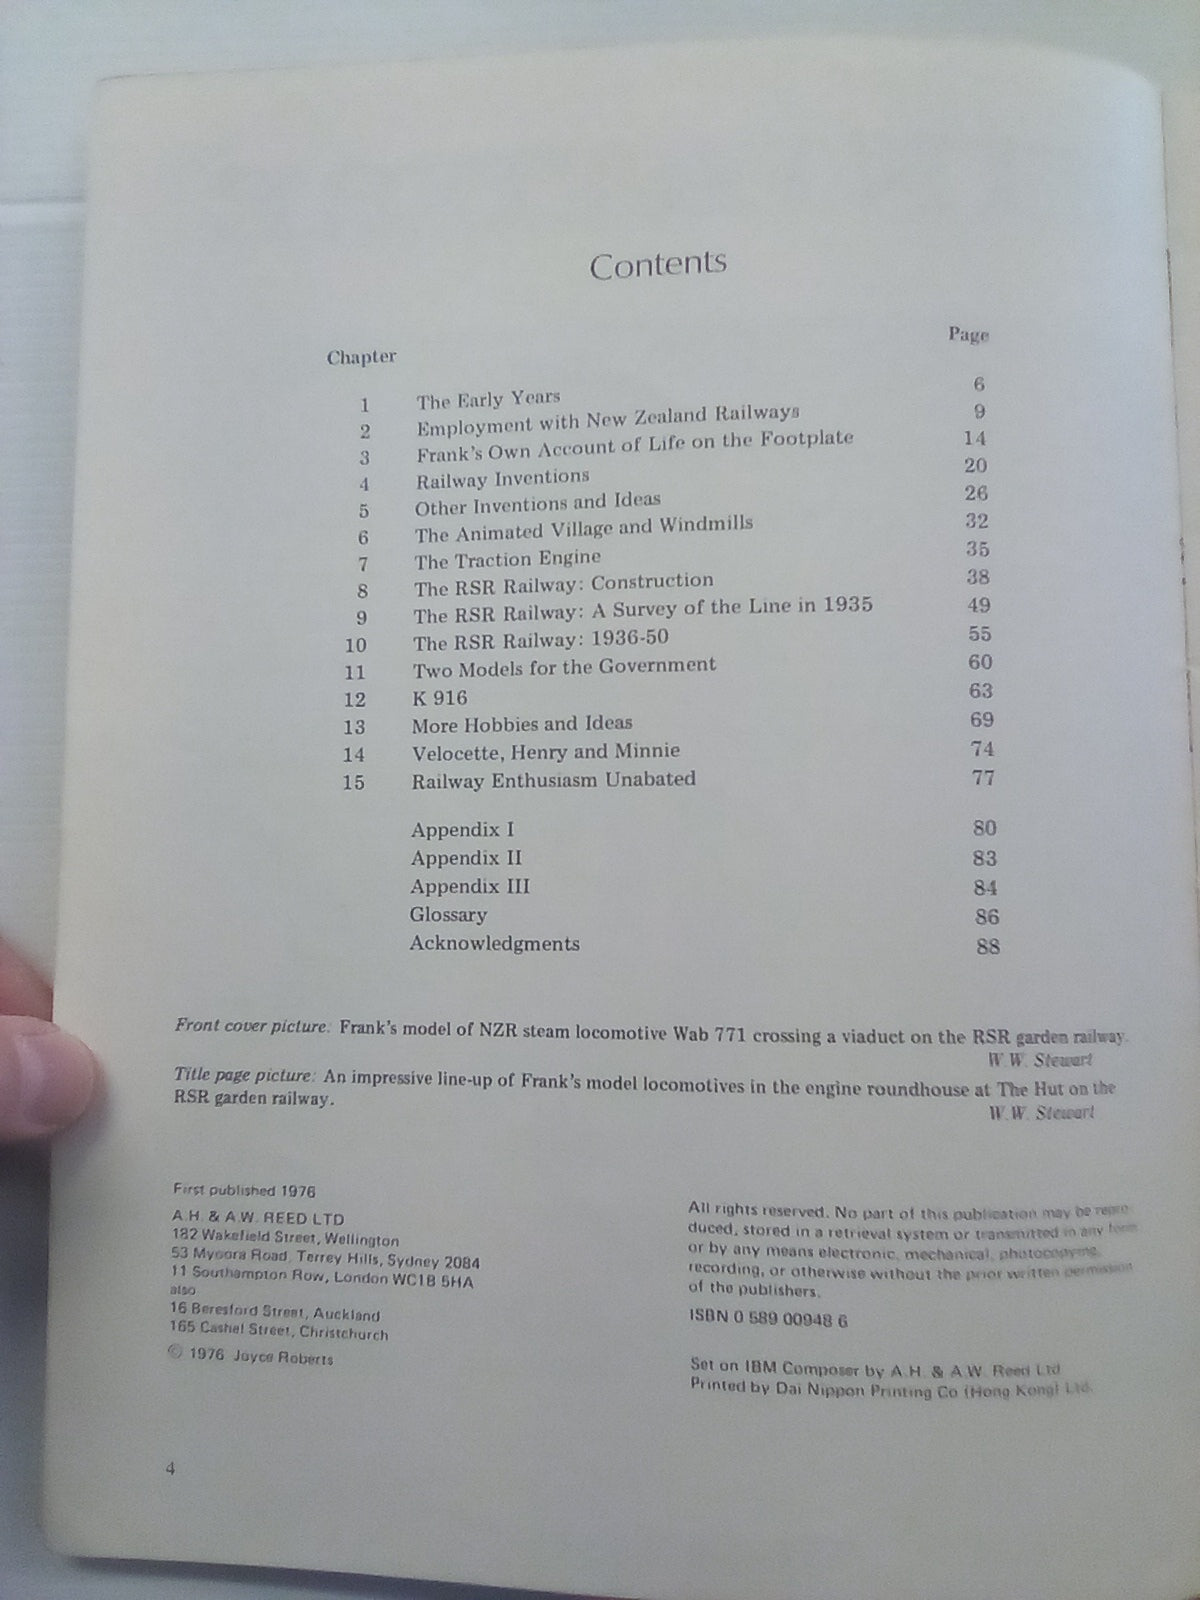 Contents
Chapter Page
1 The Early Years 6
2 Employment with New Zealand Railways 9
3 Frank's Own Account of Life on the Footplate 14
4 Railway Inventions 20
5 Other Inventions and Ideas 26
6 The Animated Village and Windmills 32
7 The Traction Engine 35
8 The RSR Railway: Construction 38
9 The RSR Railway: A Survey of the Line in 1935 49
10 The RSR Railway: 1936-50 55
11 Two Models for the Government 60
12 K 916 63
13 More Hobbies and Ideas 69
14 Velocette, Henry and Minnie 74
15 Railway Enthusiasm Unabated 77
Appendix I 80
Appendix II 83
Appendix III 84
Glossary 86
Acknowledgments 88
Front cover picture: Frank's model of NZR steam locomotive Wab 771 crossing a viaduct on the RSR garden railway.
W.W. Stewart
Title page picture: An impressive line-up of Frank's model locomotives in the engine roundhouse at The Hut on the
RSR garden railway.
W.W. Stewart
First published 1976
A.H. & A.W. REED LTD
182 Wakefield Street, Wellington
53 Myoora Road, Terrey Hills, Sydney 2084
11 Southampton Row, London WC1B 5HA
also
16 Beresford Street, Auckland
165 Cashel Street, Christchurch
© 1976 Joyce Roberts
All rights reserved. No part of this publication may be repro-
duced, stored in a retrieval system or transmitted in any form
or by any means electronic, mechanical, photocopying,
recording, or otherwise without the prior written permission
of the publishers.
ISBN 0 589 00948 6
Set on IBM Composer by A.H. & A.W. Reed Ltd
Printed by Dai Nippon Printing Co (Hong Kong) Ltd.
4